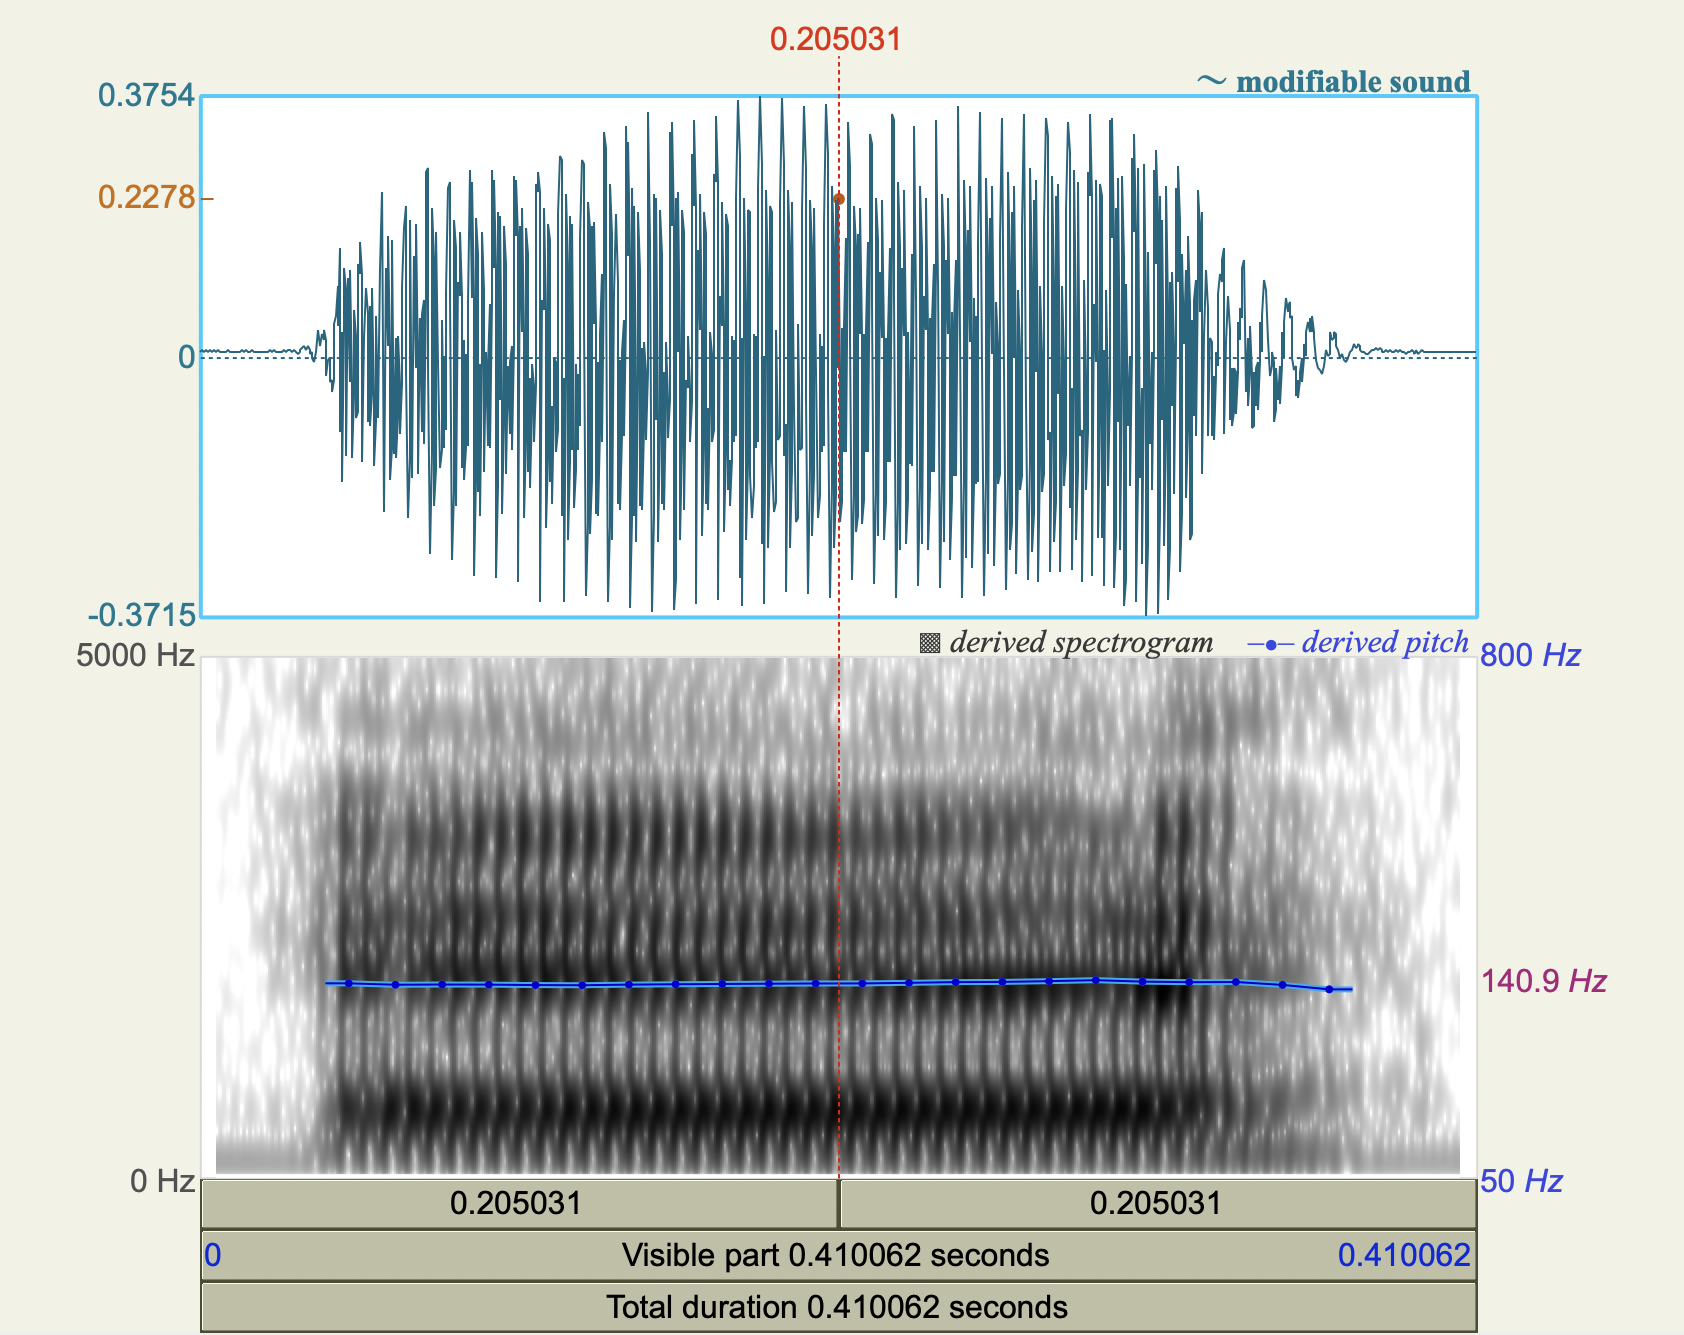 0.205031
~ modifiable sound
0.3754
0.2278
0
-0.3715
derived spectrogram derived pitch
5000 Hz 800 Hz
140.9 Hz
0 Hz 50 Hz
0.205031 0.205031
0 Visible part 0.410062 seconds 0.410062
Total duration 0.410062 seconds